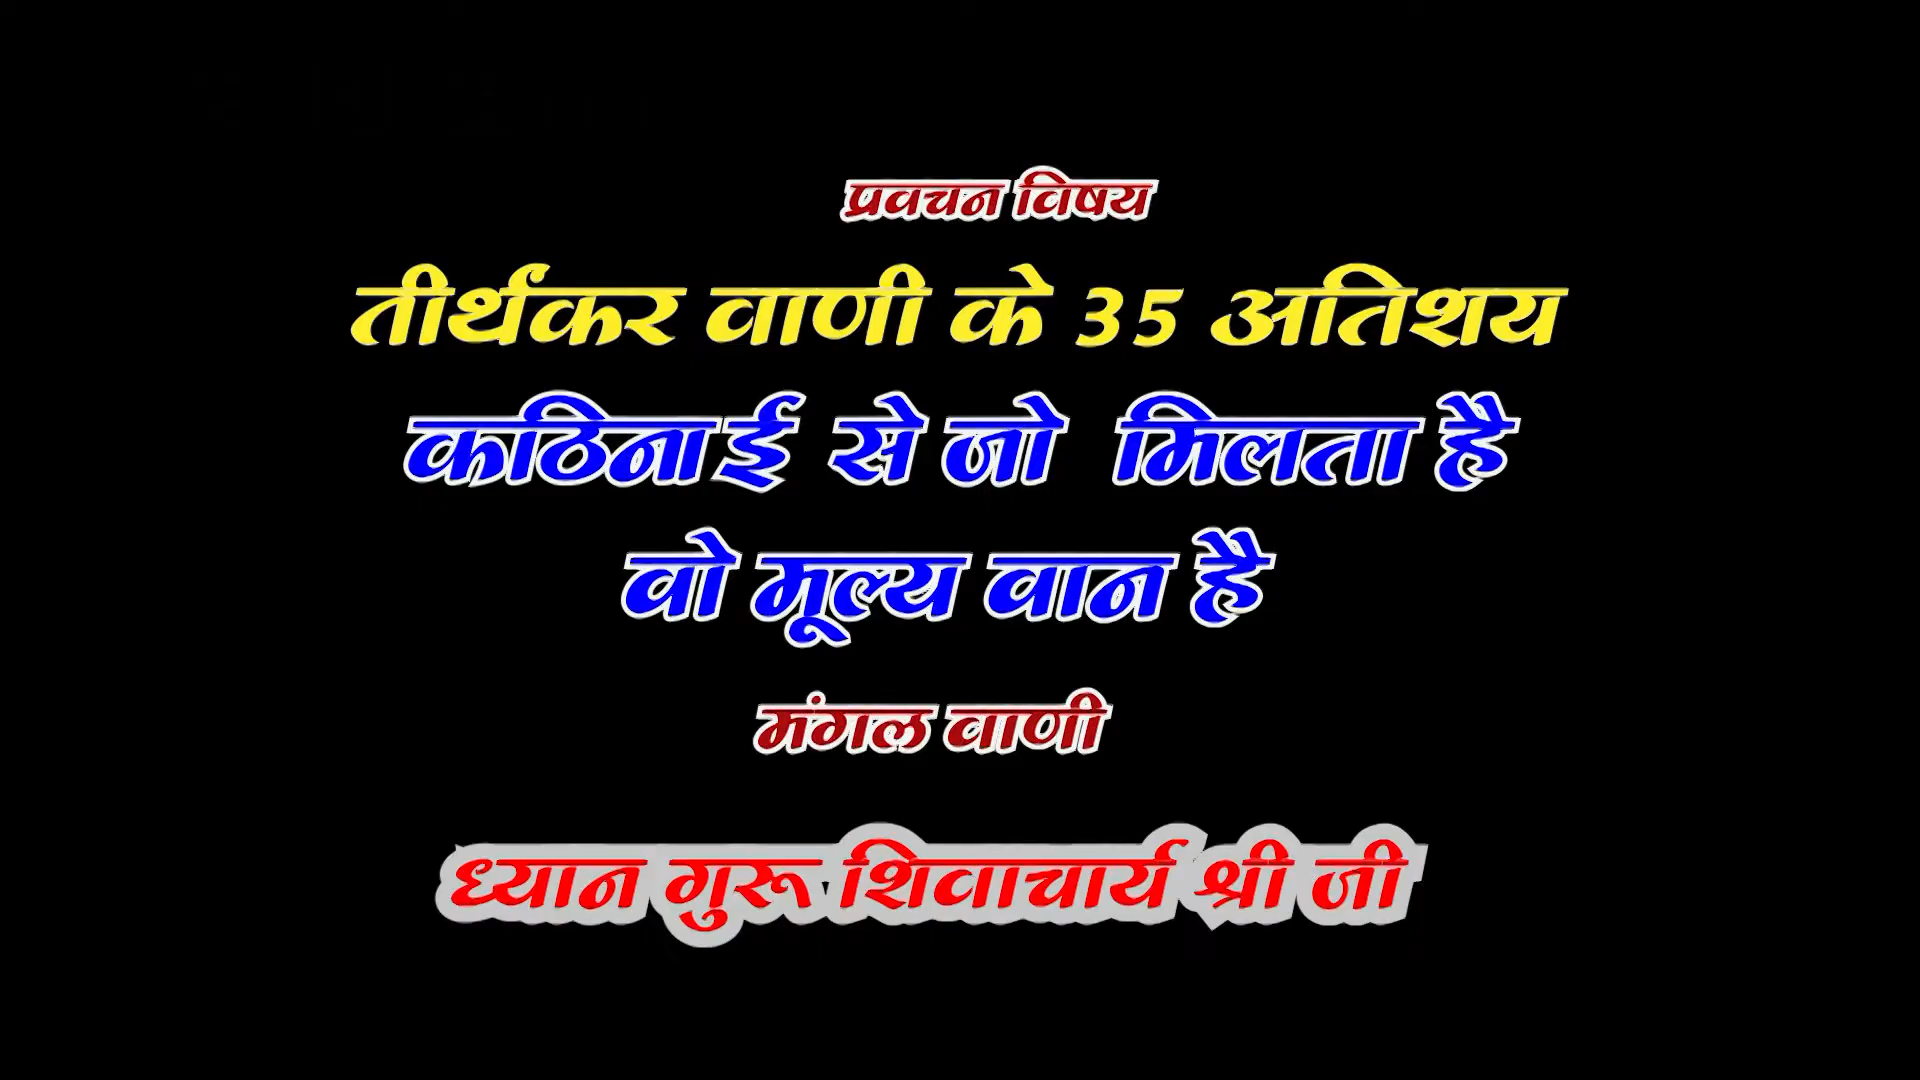 प्रवचन विषय
तीर्थंकर वाणी के 35 अतिशय
कठिनाई से जो मिलता है
वो मूल्य वान है
मंगल वाणी
ध्यान गुरू शिवाचार्य श्री जी